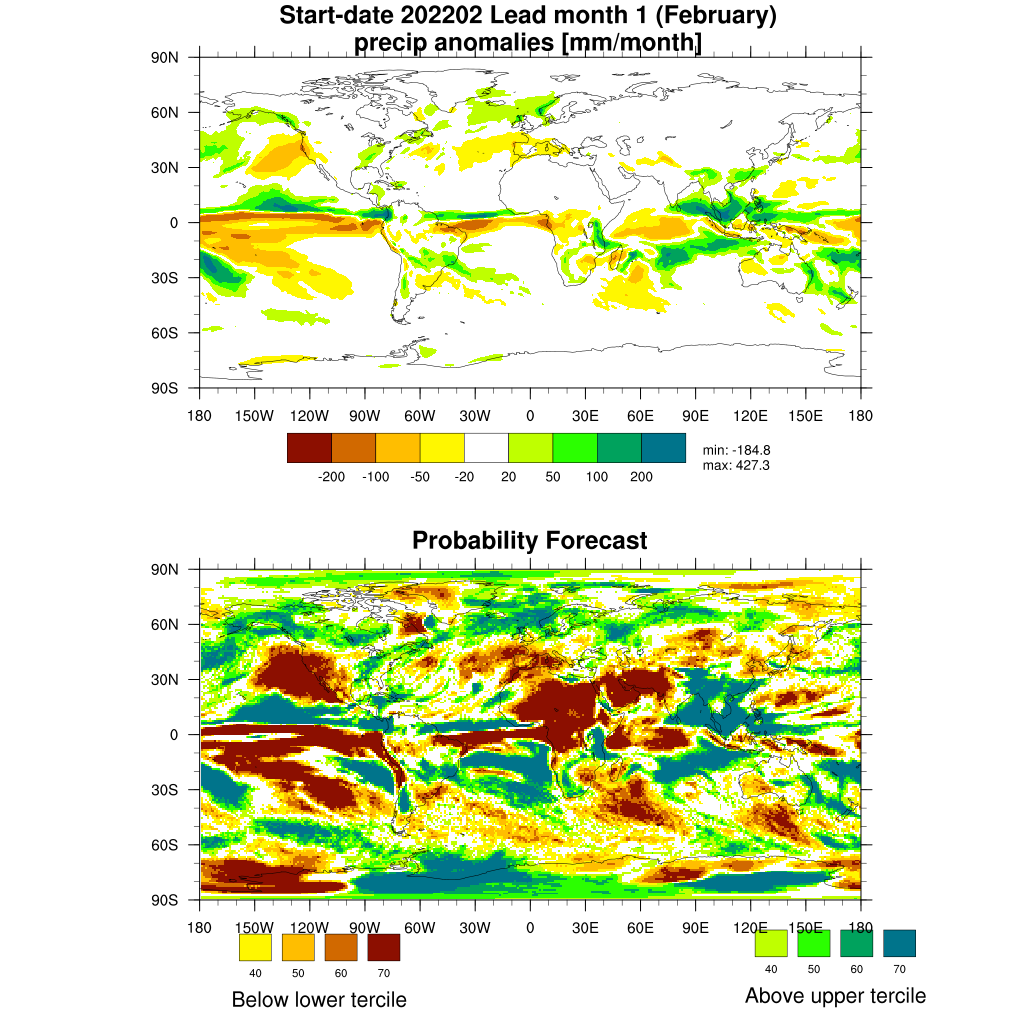 Start-date 202202 Lead month 1 (February)
precip anomalies [mm/month]
90N
60N
30N
0
30S
60S
90S
180 150W 120W 90W 60W 30W 0 30E 60E 90E 120E 150E 180
-200 -100 -50 -20 20 50 100 200
min: -184.8
max: 427.3
Probability Forecast
90N
60N
30N
0
30S
60S
90S
180 150W 120W 90W 60W 30W 0 30E 60E 90E 120E 150E 180
40 50 60 70
Below lower tercile
40 50 60 70
Above upper tercile